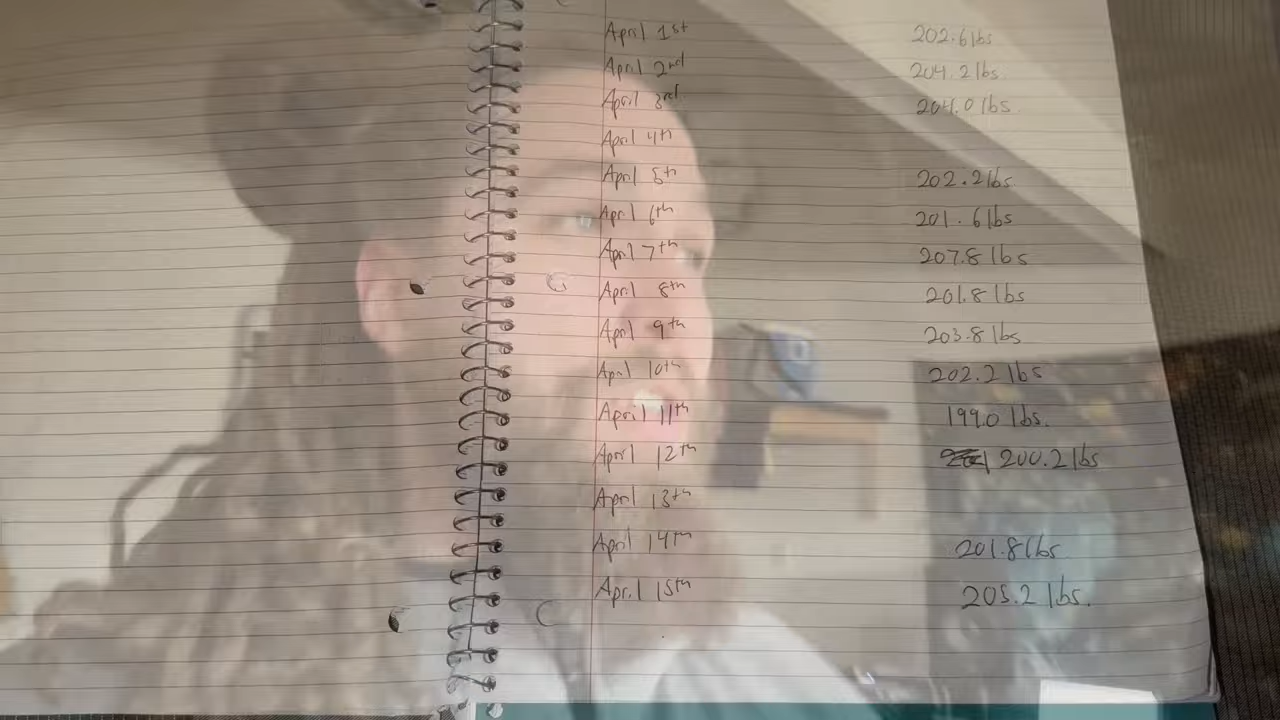 April 1st 202.6 lbs
April 2nd 204.2 lbs
April 3rd 204.0 lbs
April 4th
April 5th 202.2 lbs
April 6th 201.6 lbs
April 7th 207.8 lbs
April 8th 201.8 lbs
April 9th 203.8 lbs
April 10th 202.2 lbs
April 11th 199.0 lbs.
April 12th 200.2 lbs
April 13th
April 14th 201.8 lbs
April 15th 205.2 lbs.